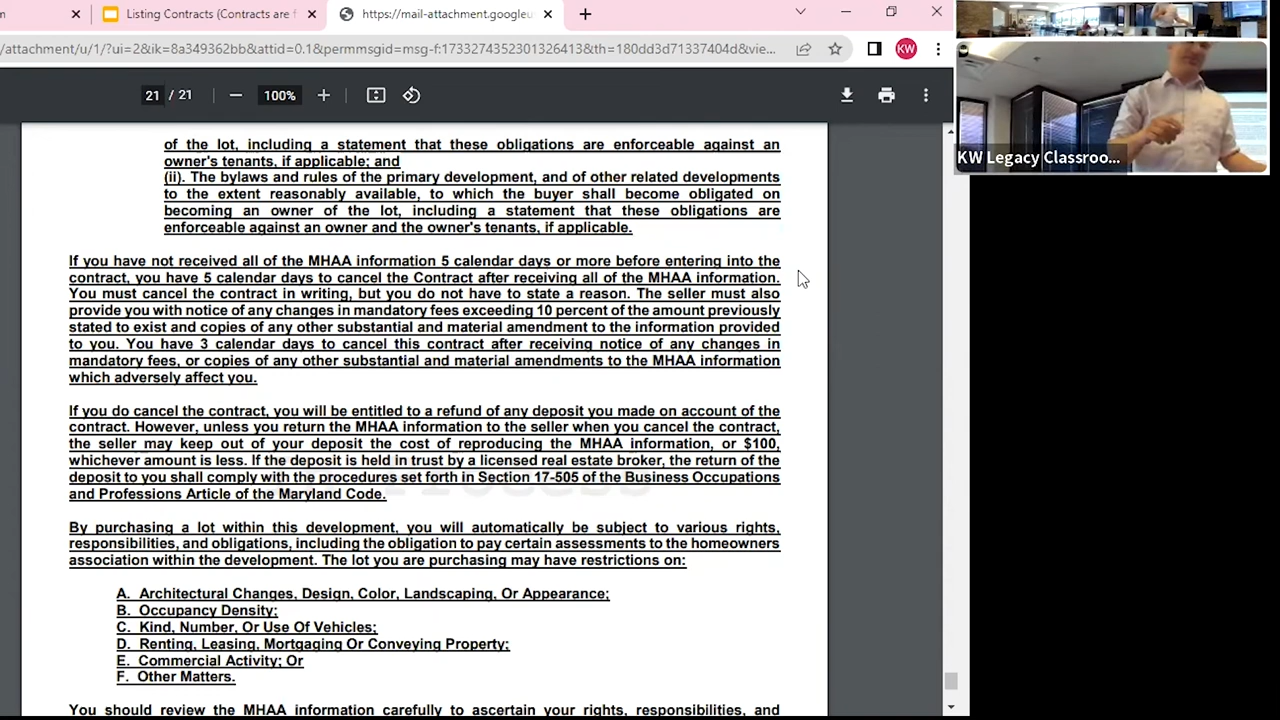 Listing Contracts (Contracts are f
https://mail-attachment.googleu
/attachment/u/1/?ui=2&ik=8a349362bb&attid=0.1&permmsgid=msg-f:1733274352301326413&th=180dd3d71337404d&vie...
KW
21 / 21
100%
KW Legacy Classroo...
of the lot, including a statement that these obligations are enforceable against an
owner's tenants, if applicable; and
(ii). The bylaws and rules of the primary development, and of other related developments
to the extent reasonably available, to which the buyer shall become obligated on
becoming an owner of the lot, including a statement that these obligations are
enforceable against an owner and the owner's tenants, if applicable.
If you have not received all of the MHAA information 5 calendar days or more before entering into the
contract, you have 5 calendar days to cancel the Contract after receiving all of the MHAA information.
You must cancel the contract in writing, but you do not have to state a reason. The seller must also
provide you with notice of any changes in mandatory fees exceeding 10 percent of the amount previously
stated to exist and copies of any other substantial and material amendment to the information provided
to you. You have 3 calendar days to cancel this contract after receiving notice of any changes in
mandatory fees, or copies of any other substantial and material amendments to the MHAA information
which adversely affect you.
If you do cancel the contract, you will be entitled to a refund of any deposit you made on account of the
contract. However, unless you return the MHAA information to the seller when you cancel the contract,
the seller may keep out of your deposit the cost of reproducing the MHAA information, or $100,
whichever amount is less. If the deposit is held in trust by a licensed real estate broker, the return of the
deposit to you shall comply with the procedures set forth in Section 17-505 of the Business Occupations
and Professions Article of the Maryland Code.
By purchasing a lot within this development, you will automatically be subject to various rights,
responsibilities, and obligations, including the obligation to pay certain assessments to the homeowners
association within the development. The lot you are purchasing may have restrictions on:
A. Architectural Changes, Design, Color, Landscaping, Or Appearance;
B. Occupancy Density;
C. Kind, Number, Or Use Of Vehicles;
D. Renting, Leasing, Mortgaging Or Conveying Property;
E. Commercial Activity; Or
F. Other Matters.
You should review the MHAA information carefully to ascertain your rights, responsibilities, and